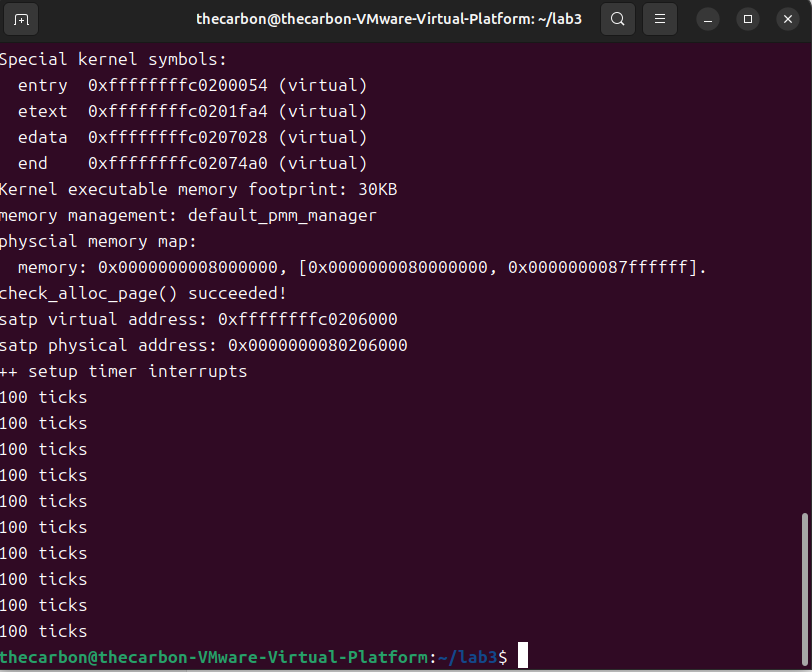 thecarbon@thecarbon-VMware-Virtual-Platform: ~/lab3
Special kernel symbols:
  entry  0xffffffffc0200054 (virtual)
  etext  0xffffffffc0201fa4 (virtual)
  edata  0xffffffffc0207028 (virtual)
  end    0xffffffffc02074a0 (virtual)
Kernel executable memory footprint: 30KB
memory management: default_pmm_manager
physcial memory map:
  memory: 0x0000000008000000, [0x0000000080000000, 0x0000000087ffffff].
check_alloc_page() succeeded!
satp virtual address: 0xffffffffc0206000
satp physical address: 0x0000000080206000
++ setup timer interrupts
100 ticks
100 ticks
100 ticks
100 ticks
100 ticks
100 ticks
100 ticks
100 ticks
100 ticks
100 ticks
thecarbon@thecarbon-VMware-Virtual-Platform:~/lab3$